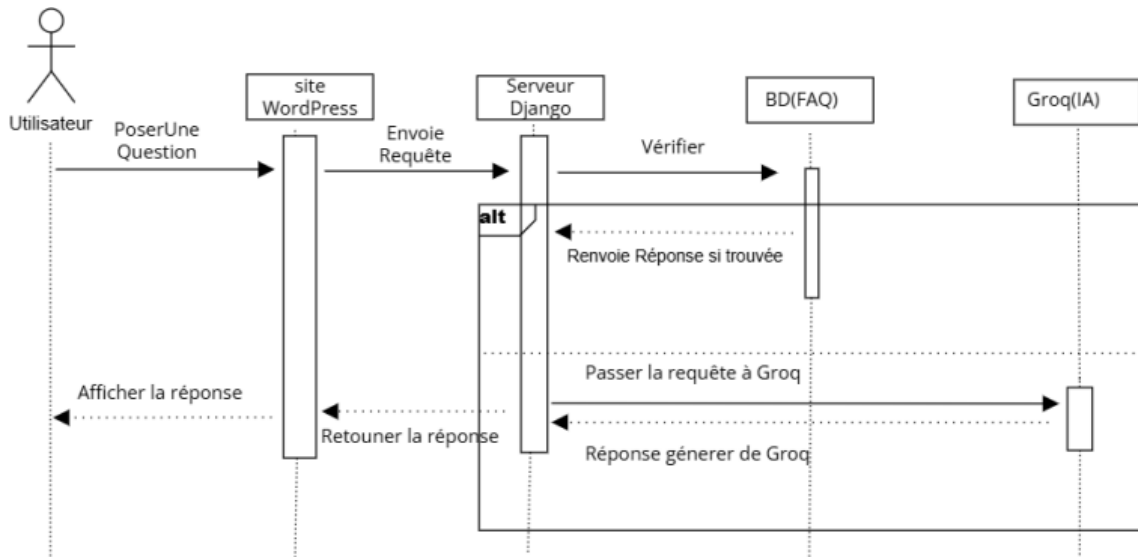 Utilisateur
site
WordPress
Serveur
Django
BD(FAQ)
Groq(IA)
PoserUne
Question
Envoie
Requête
Vérifier
alt
Renvoie Réponse si trouvée
Passer la requête à Groq
Afficher la réponse
Retouner la réponse
Réponse génerer de Groq